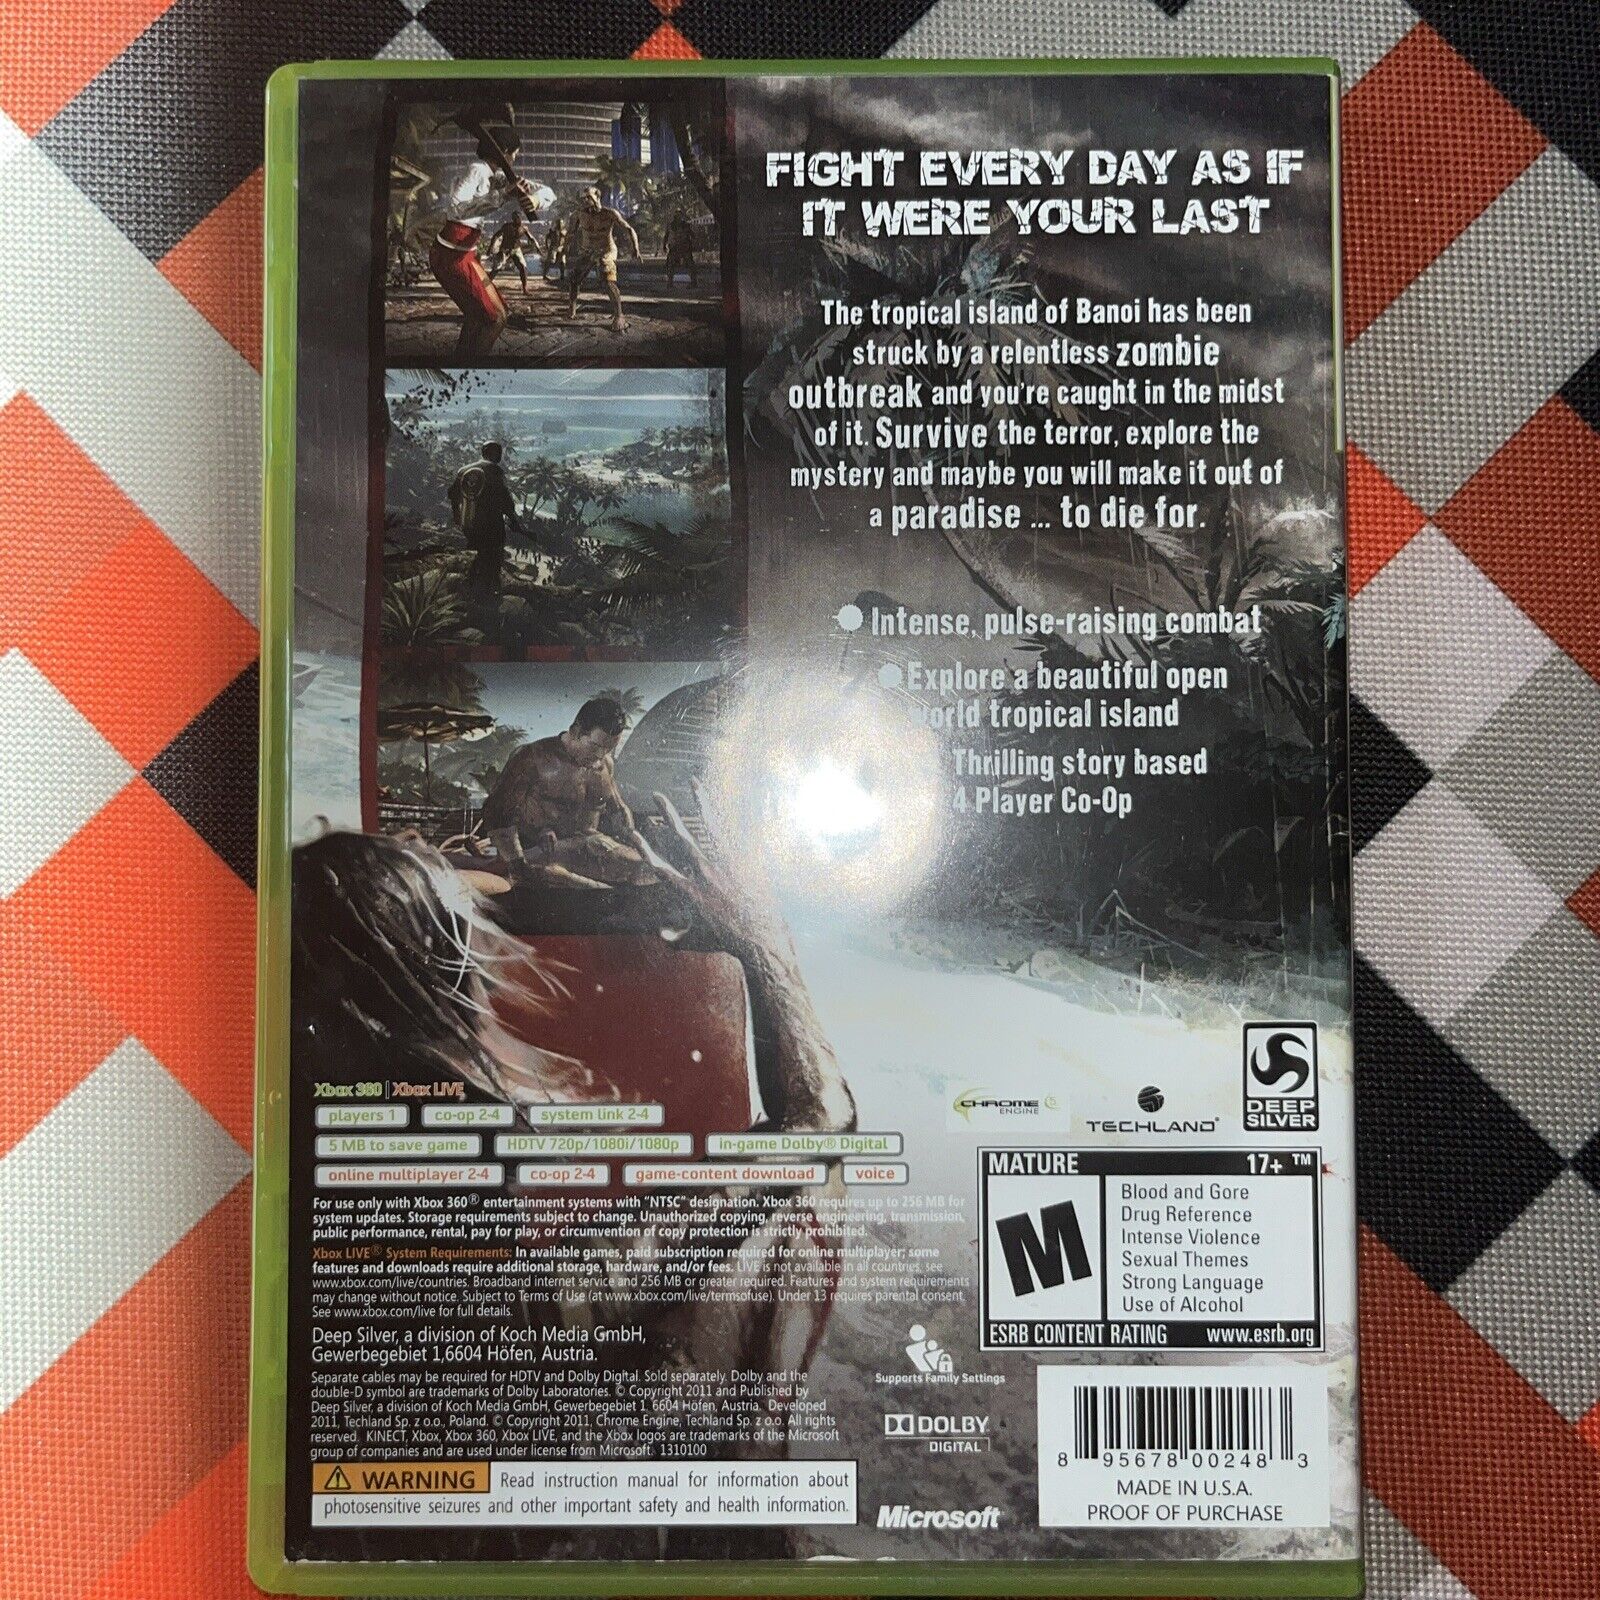 FIGHT EVERY DAY AS IF
IT WERE YOUR LAST
The tropical island of Banoi has been
struck by a relentless zombie
outbreak and you're caught in the midst
of it. Survive the terror, explore the
mystery and maybe you will make it out of
a paradise ... to die for.
Intense, pulse-raising combat
Explore a beautiful open
world tropical island
Thrilling story based
4 Player Co-Op
Xbox 360 | Xbox LIVE
players 1 co-op 2-4 system link 2-4
5 MB to save game HDTV 720p/1080i/1080p in-game Dolby® Digital
online multiplayer 2-4 co-op 2-4 game-content download voice
For use only with Xbox 360® entertainment systems with "NTSC" designation. Xbox 360 requires up to 256 MB for
system updates. Storage requirements subject to change. Unauthorized copying, reverse engineering, transmission,
public performance, rental, pay for play, or circumvention of copy protection is strictly prohibited.
Xbox LIVE® System Requirements: In available games, paid subscription required for online multiplayer; some
features and downloads require additional storage, hardware, and/or fees. LIVE is not available in all countries, see
www.xbox.com/live/countries. Broadband internet service and 256 MB or greater required. Features and system requirements
may change without notice. Subject to Terms of Use (at www.xbox.com/live/termsofuse). Under 13 requires parental consent.
See www.xbox.com/live for full details.
Deep Silver, a division of Koch Media GmbH,
Gewerbegebiet 1,6604 Höfen, Austria.
Separate cables may be required for HDTV and Dolby Digital. Sold separately. Dolby and the
double-D symbol are trademarks of Dolby Laboratories. © Copyright 2011 and Published by
Deep Silver, a division of Koch Media GmbH, Gewerbegebiet 1, 6604 Höfen, Austria. Developed
2011, Techland Sp. z o.o., Poland. © Copyright 2011, Chrome Engine, Techland Sp. z o.o. All rights
reserved. KINECT, Xbox, Xbox 360, Xbox LIVE, and the Xbox logos are trademarks of the Microsoft
group of companies and are used under license from Microsoft. 1310100
WARNING Read instruction manual for information about
photosensitive seizures and other important safety and health information.
CHROME
ENGINE 5
TECHLAND
DEEP
SILVER
MATURE 17+ ™
M
Blood and Gore
Drug Reference
Intense Violence
Sexual Themes
Strong Language
Use of Alcohol
ESRB CONTENT RATING www.esrb.org
Supports Family Settings
DOLBY
DIGITAL
Microsoft
8 95678 00248 3
MADE IN U.S.A.
PROOF OF PURCHASE